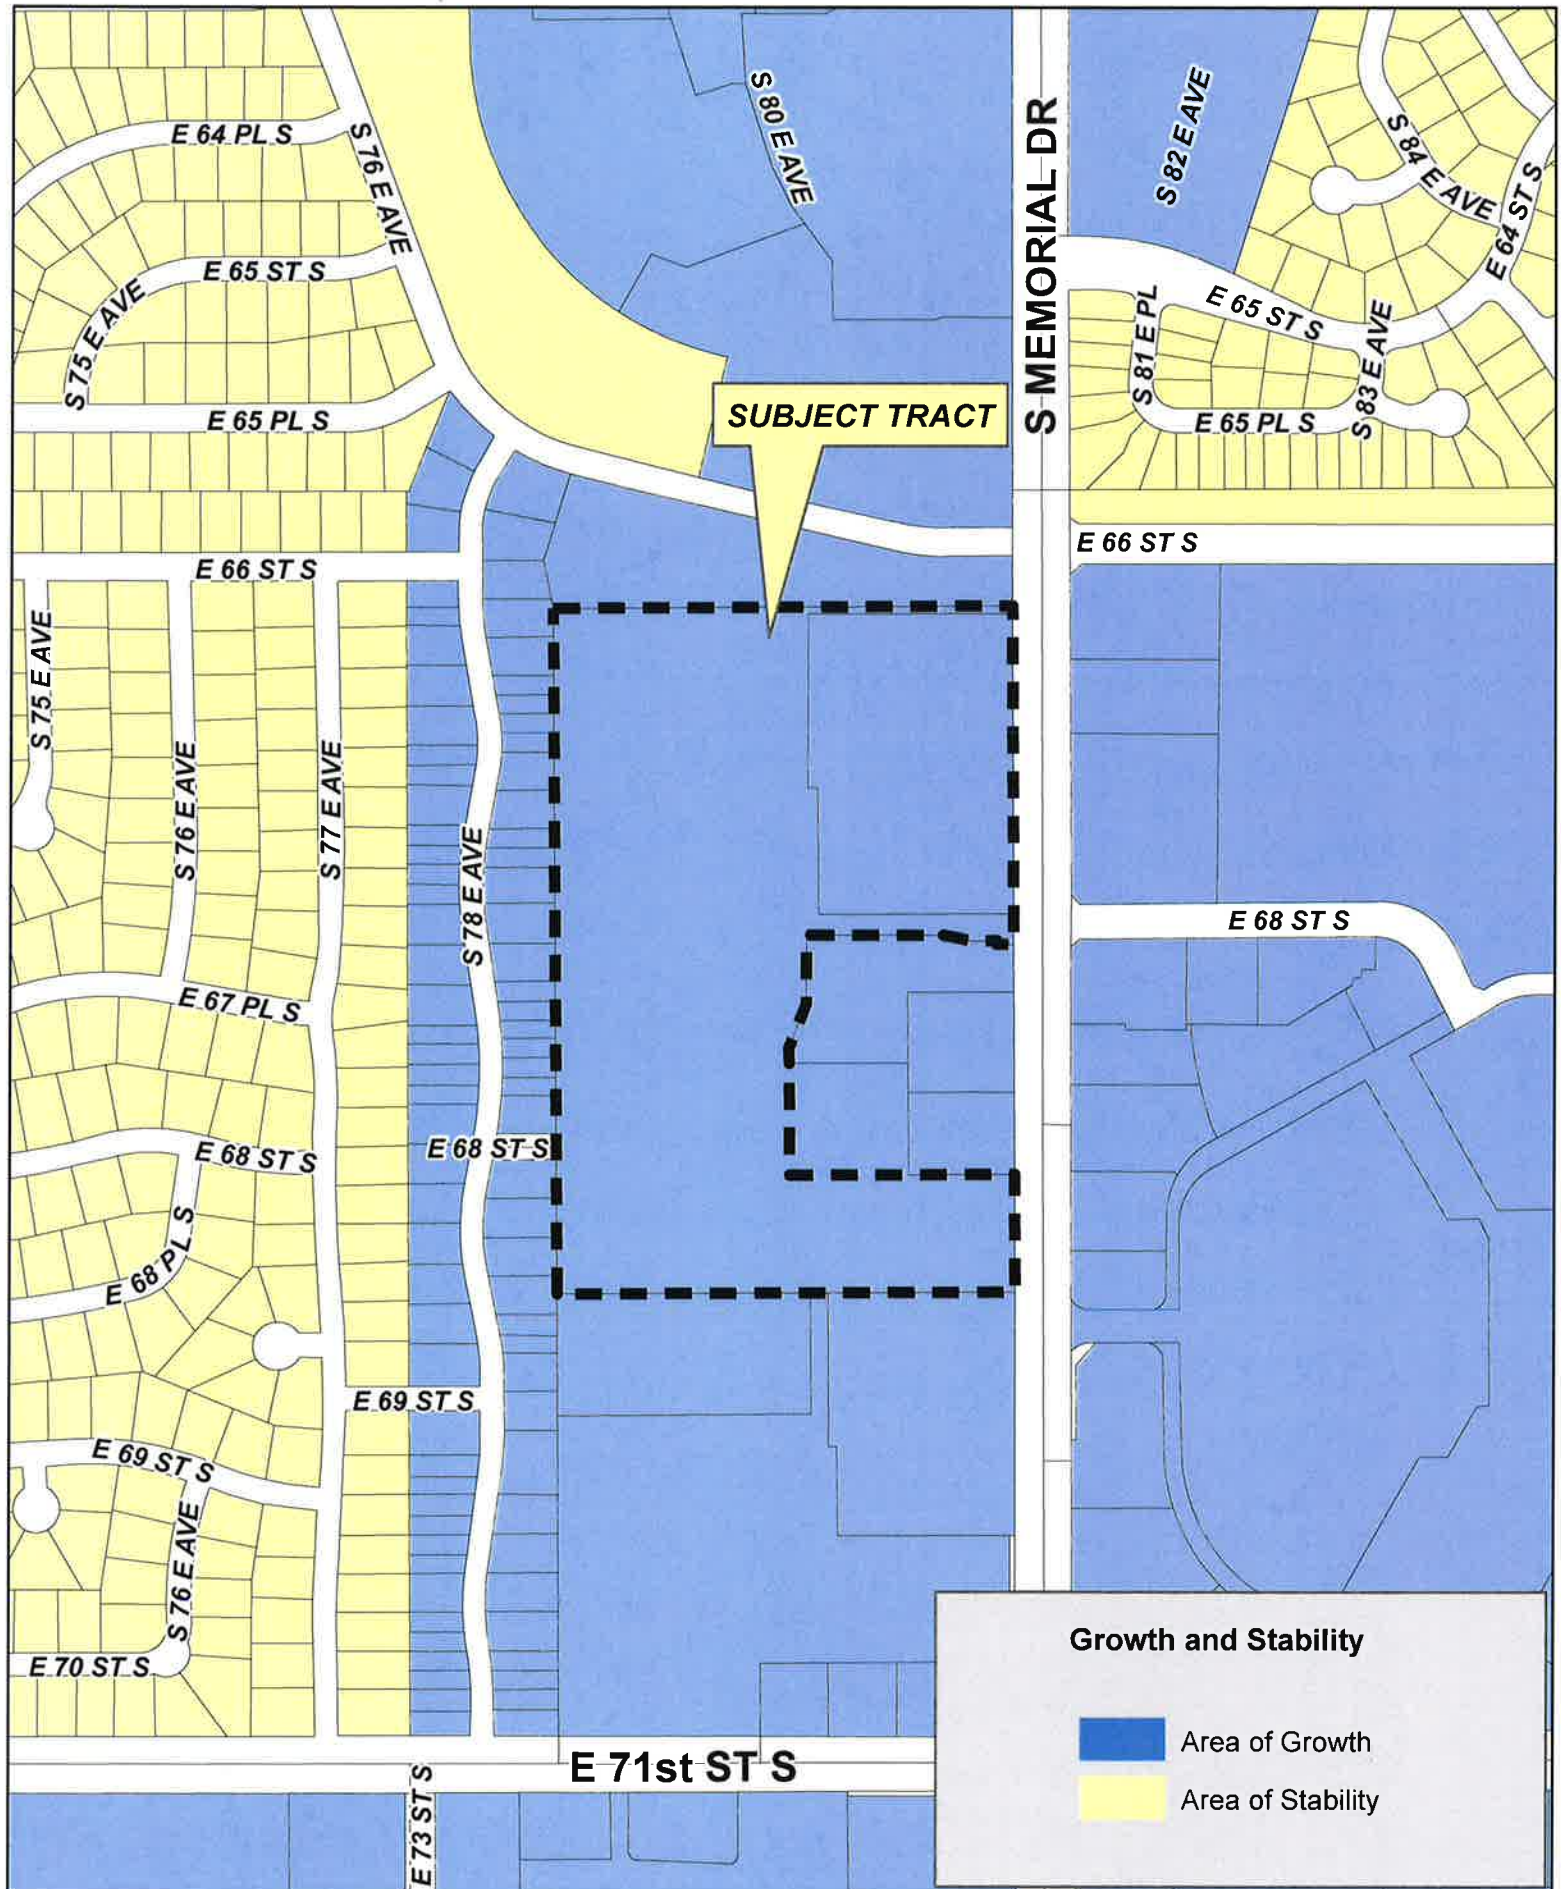 E 64 PL S
S 76 E AVE
S 80 E AVE
S MEMORIAL DR
S 82 E AVE
S 84 E AVE
E 64 ST S
E 65 ST S
S 75 E AVE
E 65 ST S
S 81 E PL
S 83 E AVE
E 65 PL S
SUBJECT TRACT
E 65 PL S
E 66 ST S
E 66 ST S
S 75 E AVE
S 76 E AVE
S 77 E AVE
S 78 E AVE
E 68 ST S
E 67 PL S
E 68 ST S
E 68 ST S
E 68 PL S
E 69 ST S
E 69 ST S
S 76 E AVE
E 70 ST S
E 71st ST S
E 73 ST S
Growth and Stability
Area of Growth
Area of Stability